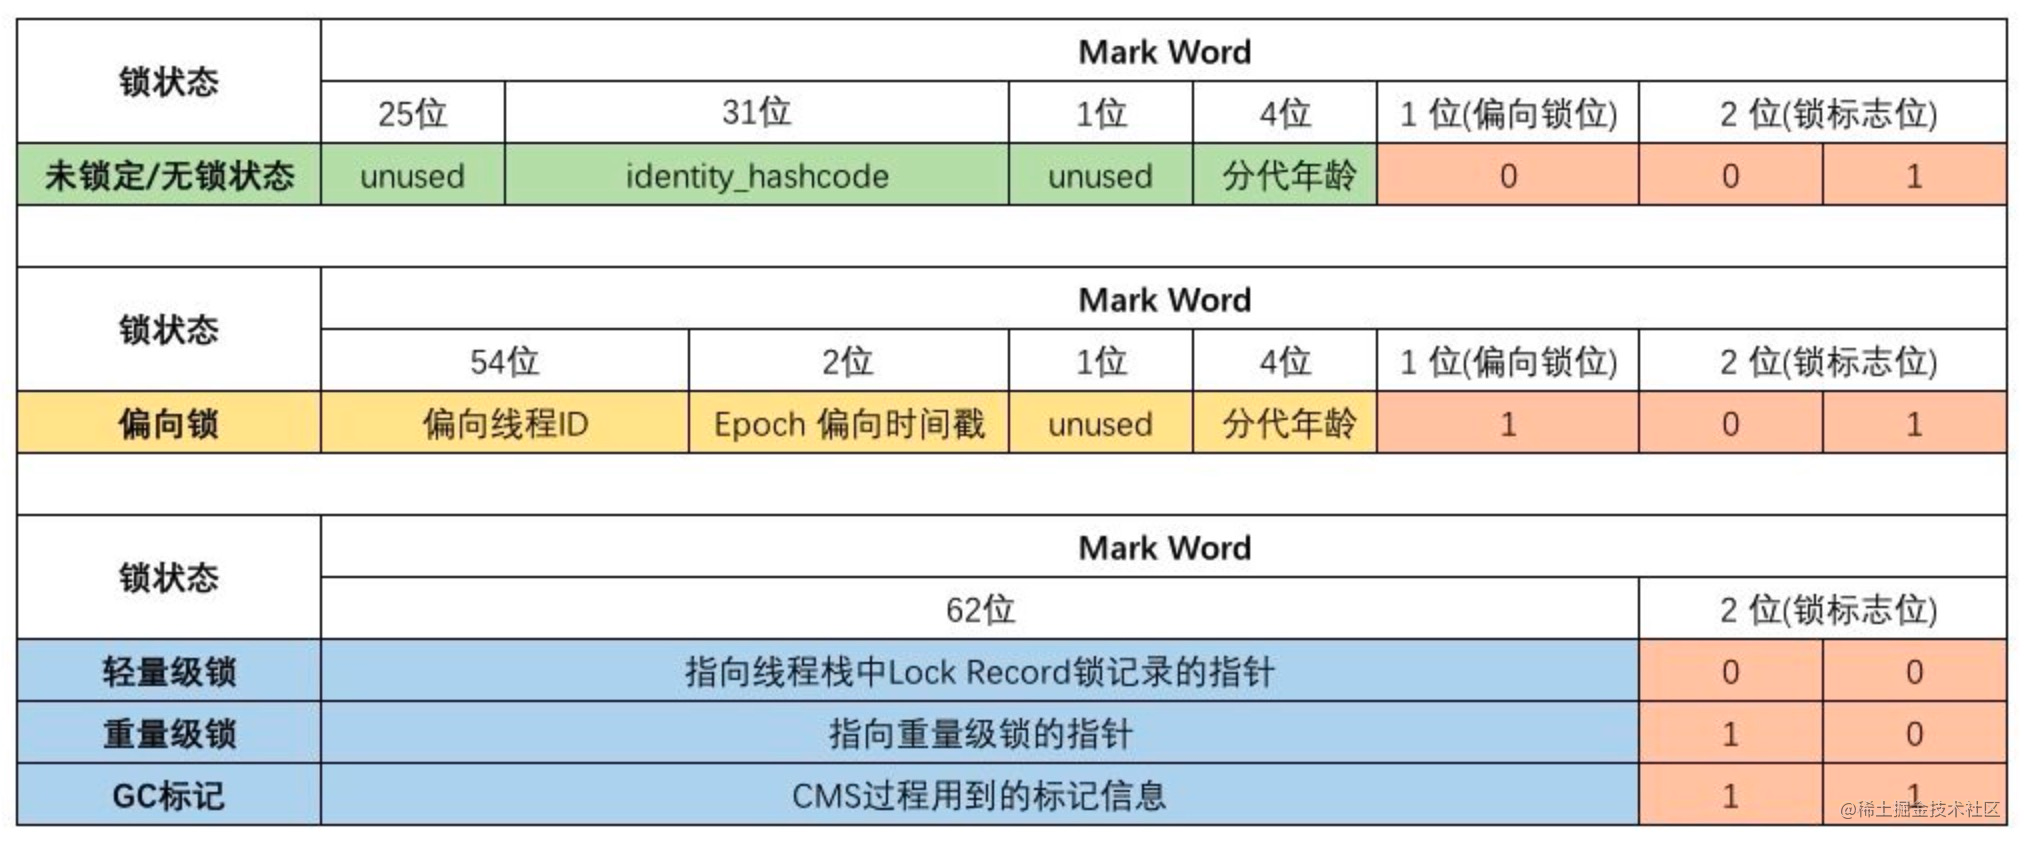 锁状态 Mark Word
25位 31位 1位 4位 1 位(偏向锁位) 2 位(锁标志位)
未锁定/无锁状态 unused identity_hashcode unused 分代年龄 0 0 1
锁状态 Mark Word
54位 2位 1位 4位 1 位(偏向锁位) 2 位(锁标志位)
偏向锁 偏向线程ID Epoch 偏向时间戳 unused 分代年龄 1 0 1
锁状态 Mark Word
62位 2 位(锁标志位)
轻量级锁 指向线程栈中Lock Record锁记录的指针 0 0
重量级锁 指向重量级锁的指针 1 0
GC标记 CMS过程用到的标记信息 1 1
@稀土掘金技术社区